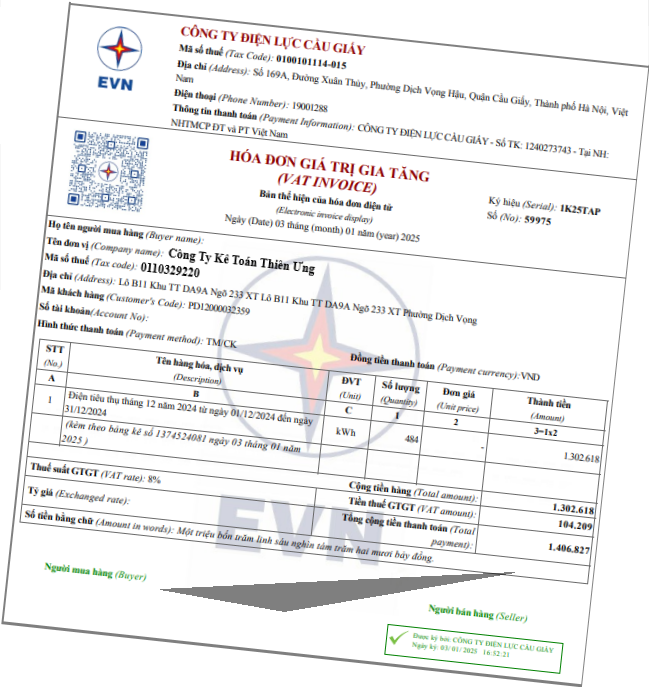 CÔNG TY ĐIỆN LỰC CẦU GIẤY
Mã số thuế (Tax Code): 0100101114-015
Địa chỉ (Address): Số 169A, Đường Xuân Thủy, Phường Dịch Vọng Hậu, Quận Cầu Giấy, Thành phố Hà Nội, Việt
Nam
Điện thoại (Phone Number): 19001288
Thông tin thanh toán (Payment Information): CÔNG TY ĐIỆN LỰC CẦU GIẤY - Số TK: 1240273743 - Tại NH:
NHTMCP ĐT và PT Việt Nam
EVN
HÓA ĐƠN GIÁ TRỊ GIA TĂNG
(VAT INVOICE)
Bản thể hiện của hóa đơn điện tử
(Electronic invoice display)
Ngày (Date) 03 tháng (month) 01 năm (year) 2025
Ký hiệu (Serial): 1K25TAP
Số (No): 59975
Họ tên người mua hàng (Buyer name):
Tên đơn vị (Company name): Công Ty Kế Toán Thiên Ưng
Mã số thuế (Tax code): 0110329220
Địa chỉ (Address): Lô B11 Khu TT DA9A Ngõ 233 XT Lô B11 Khu TT DA9A Ngõ 233 XT Phường Dịch Vọng
Mã khách hàng (Customer's Code): PD12000032359
Số tài khoản(Account No):
Hình thức thanh toán (Payment method): TM/CK
Đồng tiền thanh toán (Payment currency):VND
STT Tên hàng hóa, dịch vụ ĐVT Số lượng Đơn giá Thành tiền
(No.) (Description) (Unit) (Quantity) (Unit price) (Amount)
A B C 1 2 3=1x2
1 Điện tiêu thụ tháng 12 năm 2024 từ ngày 01/12/2024 đến ngày
31/12/2024 kWh 484 - 1.302.618
(kèm theo bảng kê số 1374524081 ngày 03 tháng 01 năm
2025 )
Cộng tiền hàng (Total amount): 1.302.618
Thuế suất GTGT (VAT rate): 8% Tiền thuế GTGT (VAT amount): 104.209
Tỷ giá (Exchanged rate): Tổng cộng tiền thanh toán (Total
payment): 1.406.827
Số tiền bằng chữ (Amount in words): Một triệu bốn trăm linh sáu nghìn tám trăm hai mươi bảy đồng.
EVN
Người mua hàng (Buyer)
Người bán hàng (Seller)
Được ký bởi: CÔNG TY ĐIỆN LỰC CẦU GIẤY
Ngày ký: 03/01/2025 16:52:21